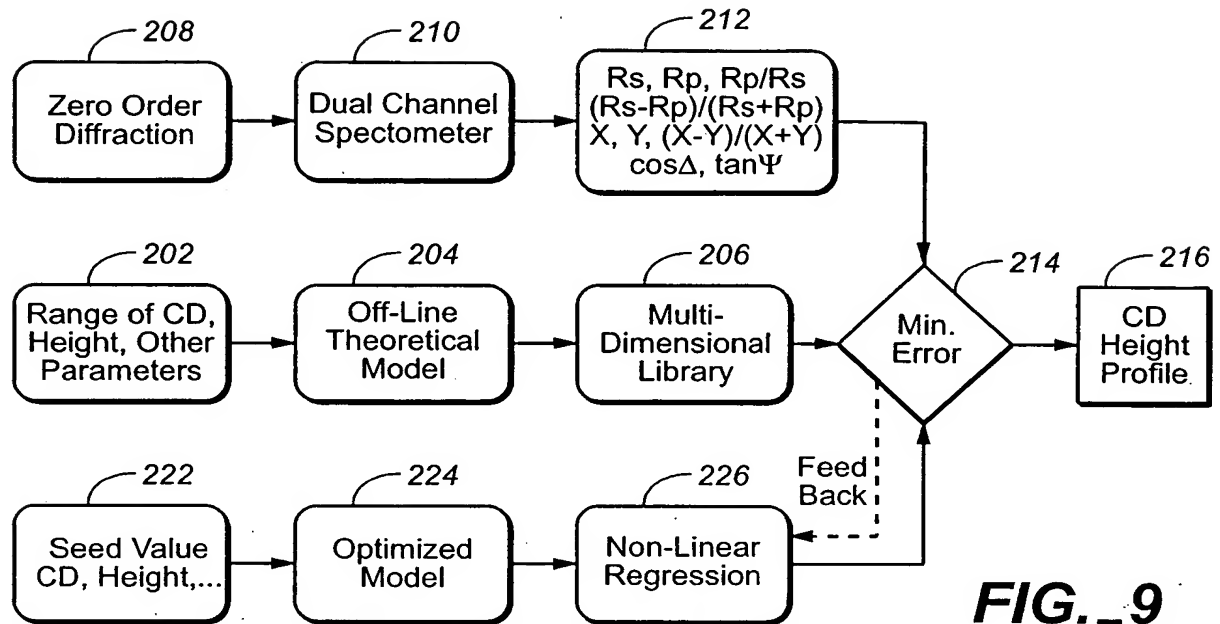 208
210
212
Zero Order
Diffraction
Dual Channel
Spectometer
Rs, Rp, Rp/Rs
(Rs-Rp)/(Rs+Rp)
X, Y, (X-Y)/(X+Y)
cosΔ, tanΨ
202
204
206
214
216
Range of CD,
Height, Other
Parameters
Off-Line
Theoretical
Model
Multi-
Dimensional
Library
Min.
Error
CD
Height
Profile
222
224
226
Feed
Back
Seed Value
CD, Height,...
Optimized
Model
Non-Linear
Regression
FIG._9